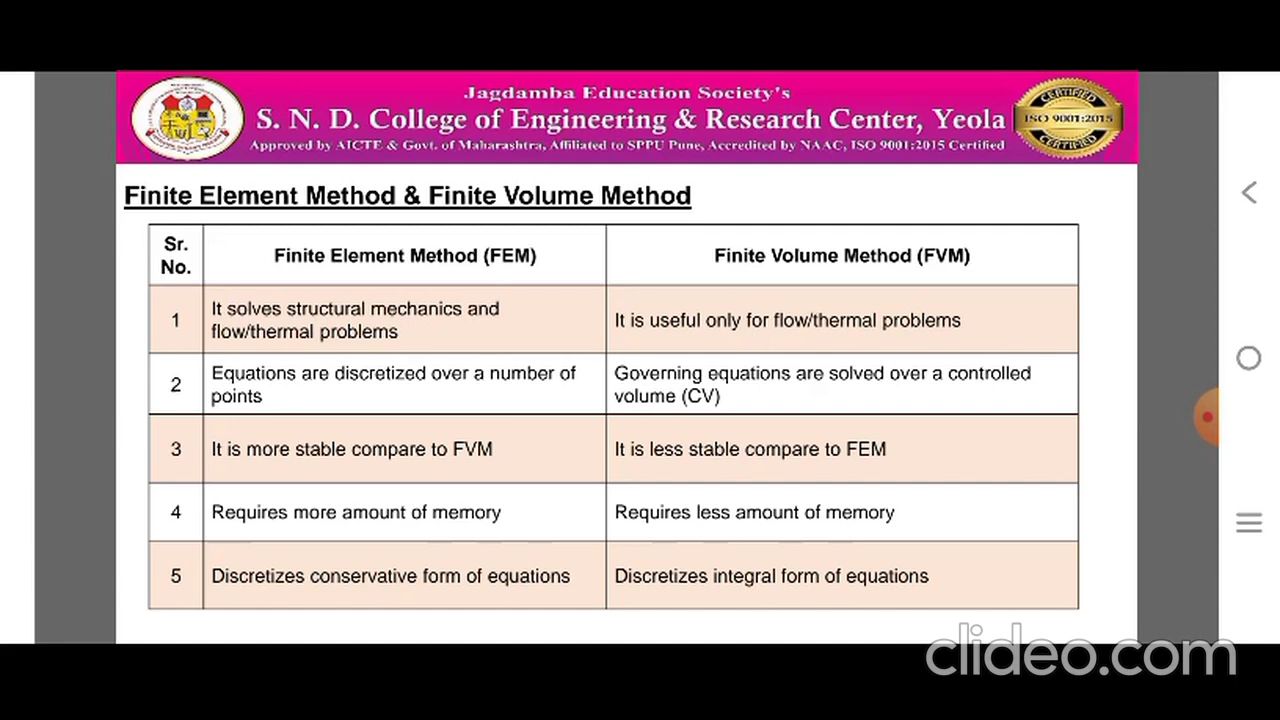 Jagdamba Education Society's
S. N. D. College of Engineering & Research Center, Yeola
Approved by AICTE & Govt. of Maharashtra, Affiliated to SPPU Pune, Accredited by NAAC, ISO 9001:2015 Certified
CERTIFIED
ISO 9001:2015
CERTIFIED
Finite Element Method & Finite Volume Method
Sr.
No.
Finite Element Method (FEM)
Finite Volume Method (FVM)
1
It solves structural mechanics and
flow/thermal problems
It is useful only for flow/thermal problems
2
Equations are discretized over a number of
points
Governing equations are solved over a controlled
volume (CV)
3
It is more stable compare to FVM
It is less stable compare to FEM
4
Requires more amount of memory
Requires less amount of memory
5
Discretizes conservative form of equations
Discretizes integral form of equations
clideo.com